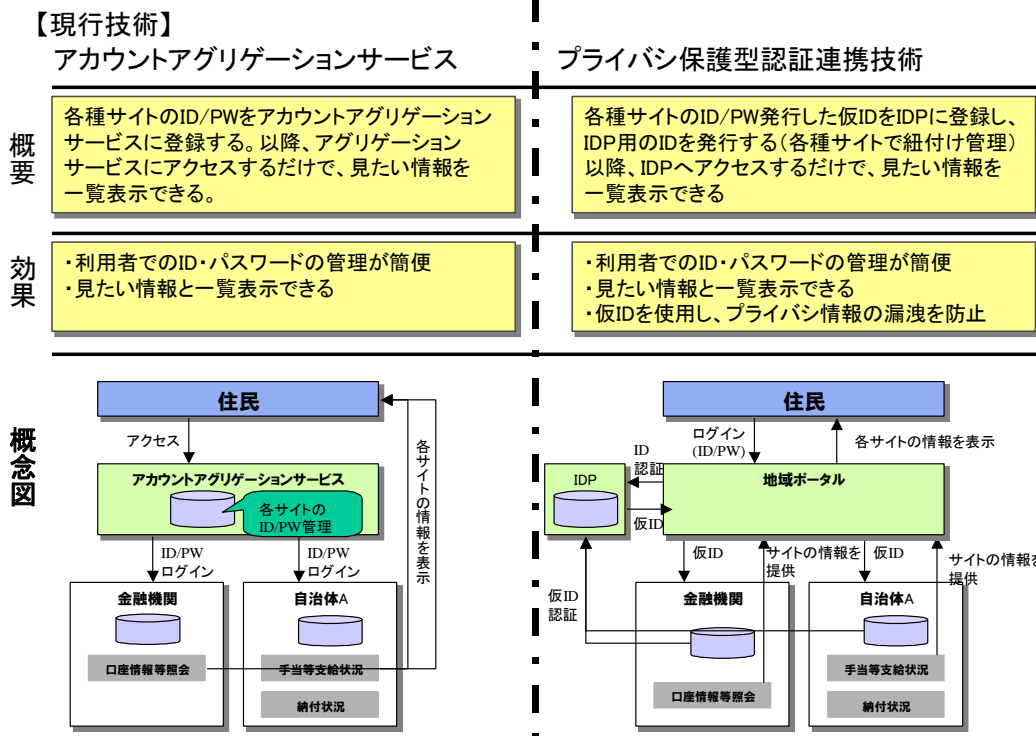 【現行技術】
アカウントアグリゲーションサービス
プライバシ保護型認証連携技術
概要
各種サイトのID/PWをアカウントアグリゲーション
サービスに登録する。以降、アグリゲーション
サービスにアクセスするだけで、見たい情報を
一覧表示できる。
各種サイトのID/PW発行した仮IDをIDPに登録し、
IDP用のIDを発行する(各種サイトで紐付け管理)
以降、IDPへアクセスするだけで、見たい情報を
一覧表示できる
効果
・利用者でのID・パスワードの管理が簡便
・見たい情報と一覧表示できる
・利用者でのID・パスワードの管理が簡便
・見たい情報と一覧表示できる
・仮IDを使用し、プライバシ情報の漏洩を防止
概念図
住民
アクセス
アカウントアグリゲーションサービス
各サイトの
ID/PW管理
各サイトの情報を表示
ID/PW
ログイン
ID/PW
ログイン
金融機関
口座情報等照会
自治体A
手当等支給状況
納付状況
住民
ログイン
(ID/PW)
各サイトの情報を表示
ID
認証
IDP
地域ポータル
仮ID
仮ID
サイトの情報を
提供
仮ID
サイトの情報を
提供
仮ID
認証
金融機関
口座情報等照会
自治体A
手当等支給状況
納付状況